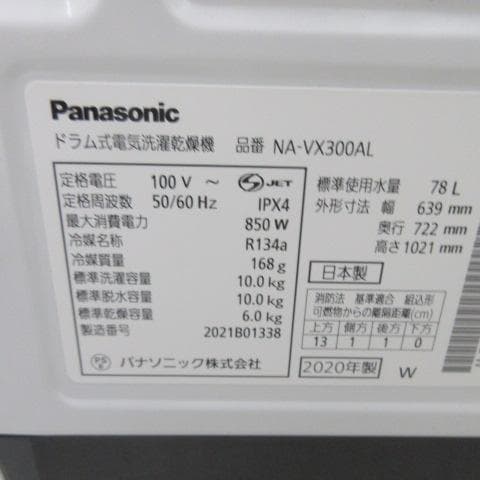 Panasonic
ドラム式電気洗濯乾燥機 品番 NA-VX300AL
定格電圧 100 V ～ S JET
定格周波数 50/60 Hz IPX4
最大消費電力 850 W
冷媒名称 R134a
冷媒質量 168 g
標準洗濯容量 10.0 kg
標準脱水容量 10.0 kg
標準乾燥容量 6.0 kg
製造番号 2021B01338
PS E パナソニック株式会社
標準使用水量 78 L
外形寸法 幅 639 mm
奥行 722 mm
高さ 1021 mm
日本製
消防法 基準適合 組込形
可燃物からの離隔距離(cm)
上方 側方 後方 下方
13 1 1 0
2020年製 W